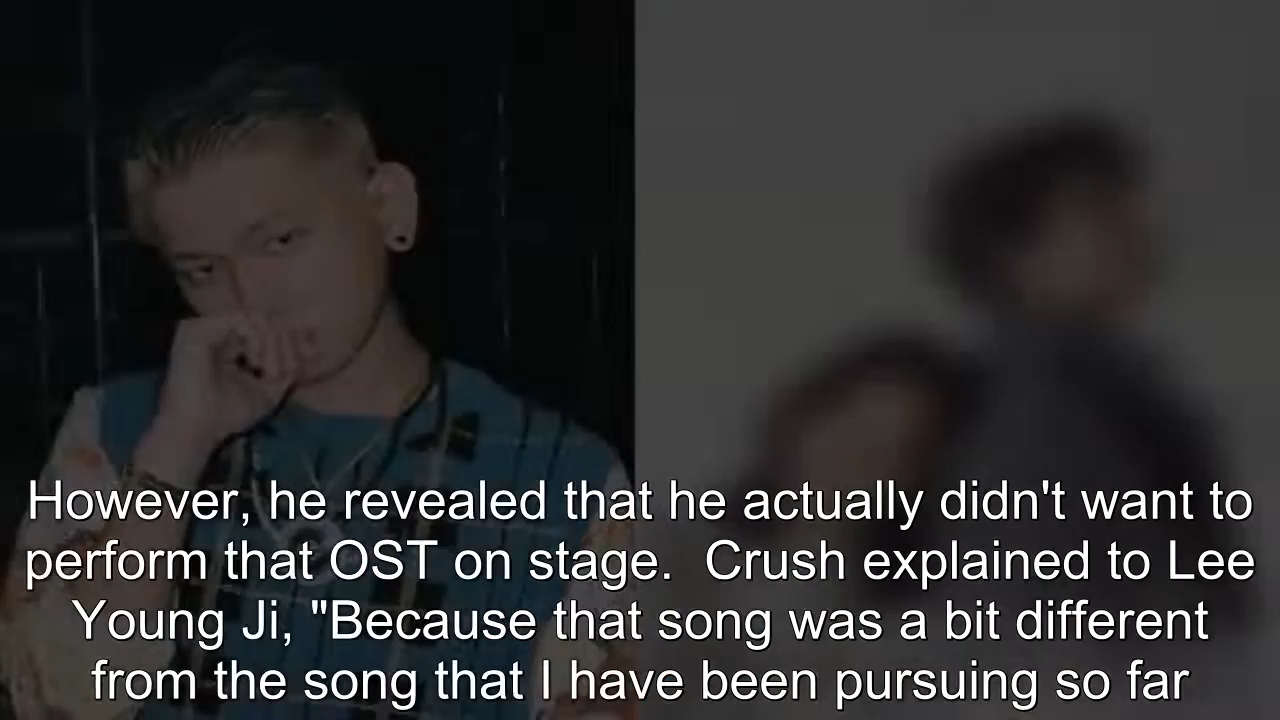 However, he revealed that he actually didn't want to
perform that OST on stage.  Crush explained to Lee
Young Ji, "Because that song was a bit different
from the song that I have been pursuing so far